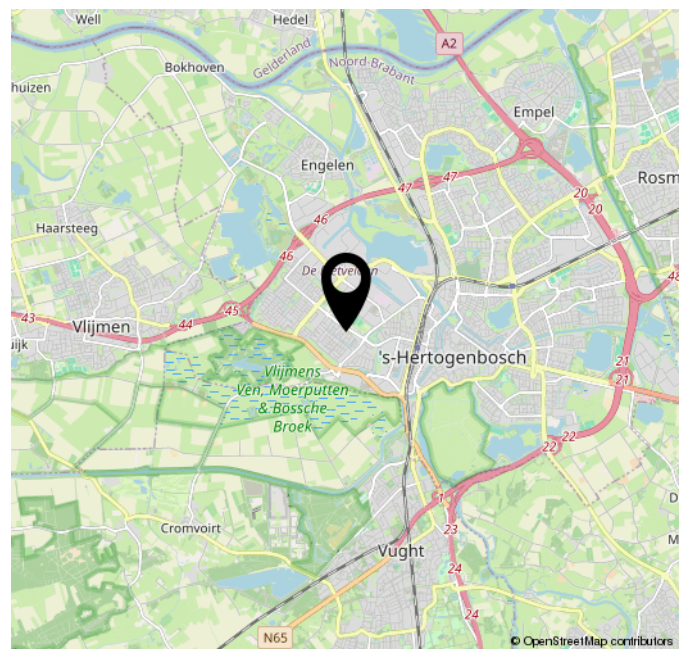 Well
Hedel
A2
Gelderland
Noord-Brabant
Bokhoven
huizen
Empel
Engelen
47
47
20
20
Rosm
46
46
Haarsteeg
De
48
43
Vlijmen
44
45
uijk
's-Hertogenbosch
21
21
Vlijmens
Ven, Moerputten
& Bossche
Broek
22
22
1
Cromvoirt
23
Vught
24
24
N65
D
M
© OpenStreetMap contributors